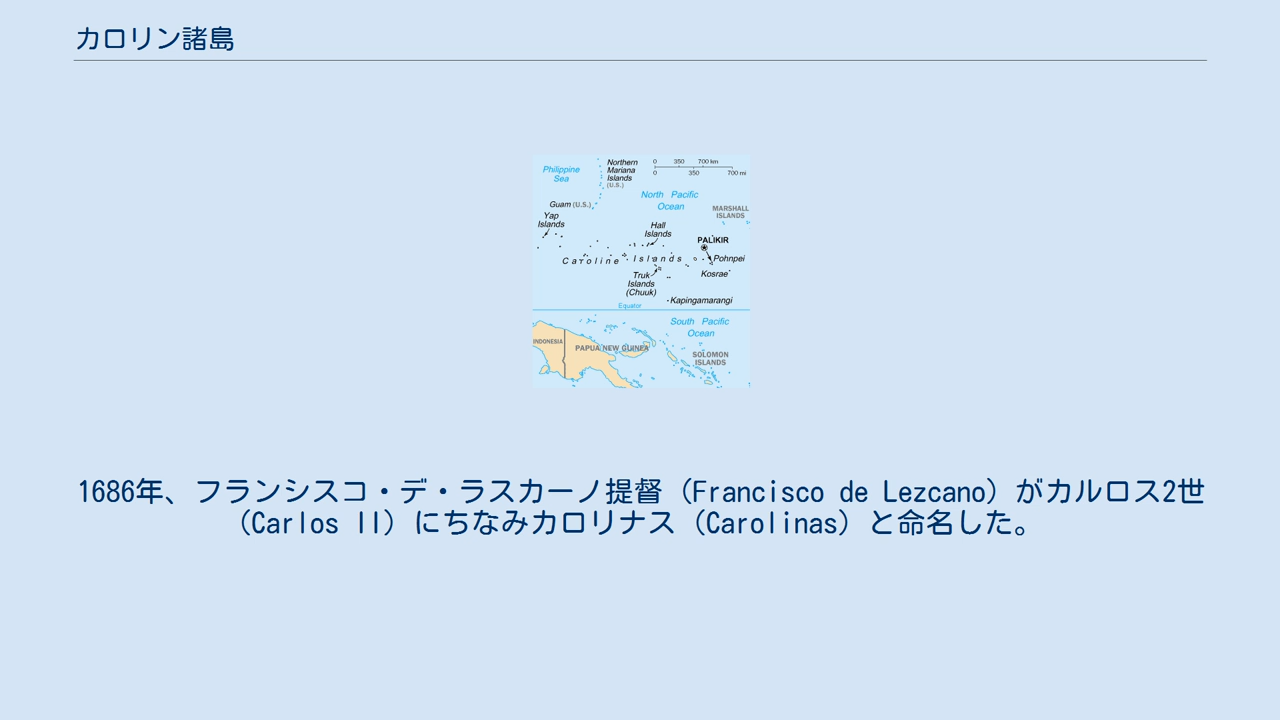 カロリン諸島
Philippine
Sea
Northern
Mariana
Islands
(U.S.)
0 350 700 km
0 350 700 mi
North Pacific
Ocean
Guam (U.S.)
MARSHALL
ISLANDS
Yap
Islands
Hall
Islands
PALIKIR
Caroline Islands
Pohnpei
Kosrae
Truk
Islands
(Chuuk)
Kapingamarangi
Equator
South Pacific
Ocean
INDONESIA
PAPUA NEW GUINEA
SOLOMON
ISLANDS
1686年、フランシスコ・デ・ラスカーノ提督（Francisco de Lezcano）がカルロス2世
（Carlos II）にちなみカロリナス（Carolinas）と命名した。